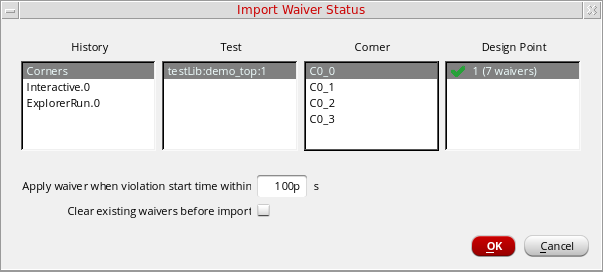 Import Waiver Status
History Test Corner Design Point
Corners testLib:demo_top:1 C0_0 1 (7 waivers)
Interactive.0 C0_1
ExplorerRun.0 C0_2
C0_3
Apply waiver when violation start time within 100p s
Clear existing waivers before import
OK Cancel